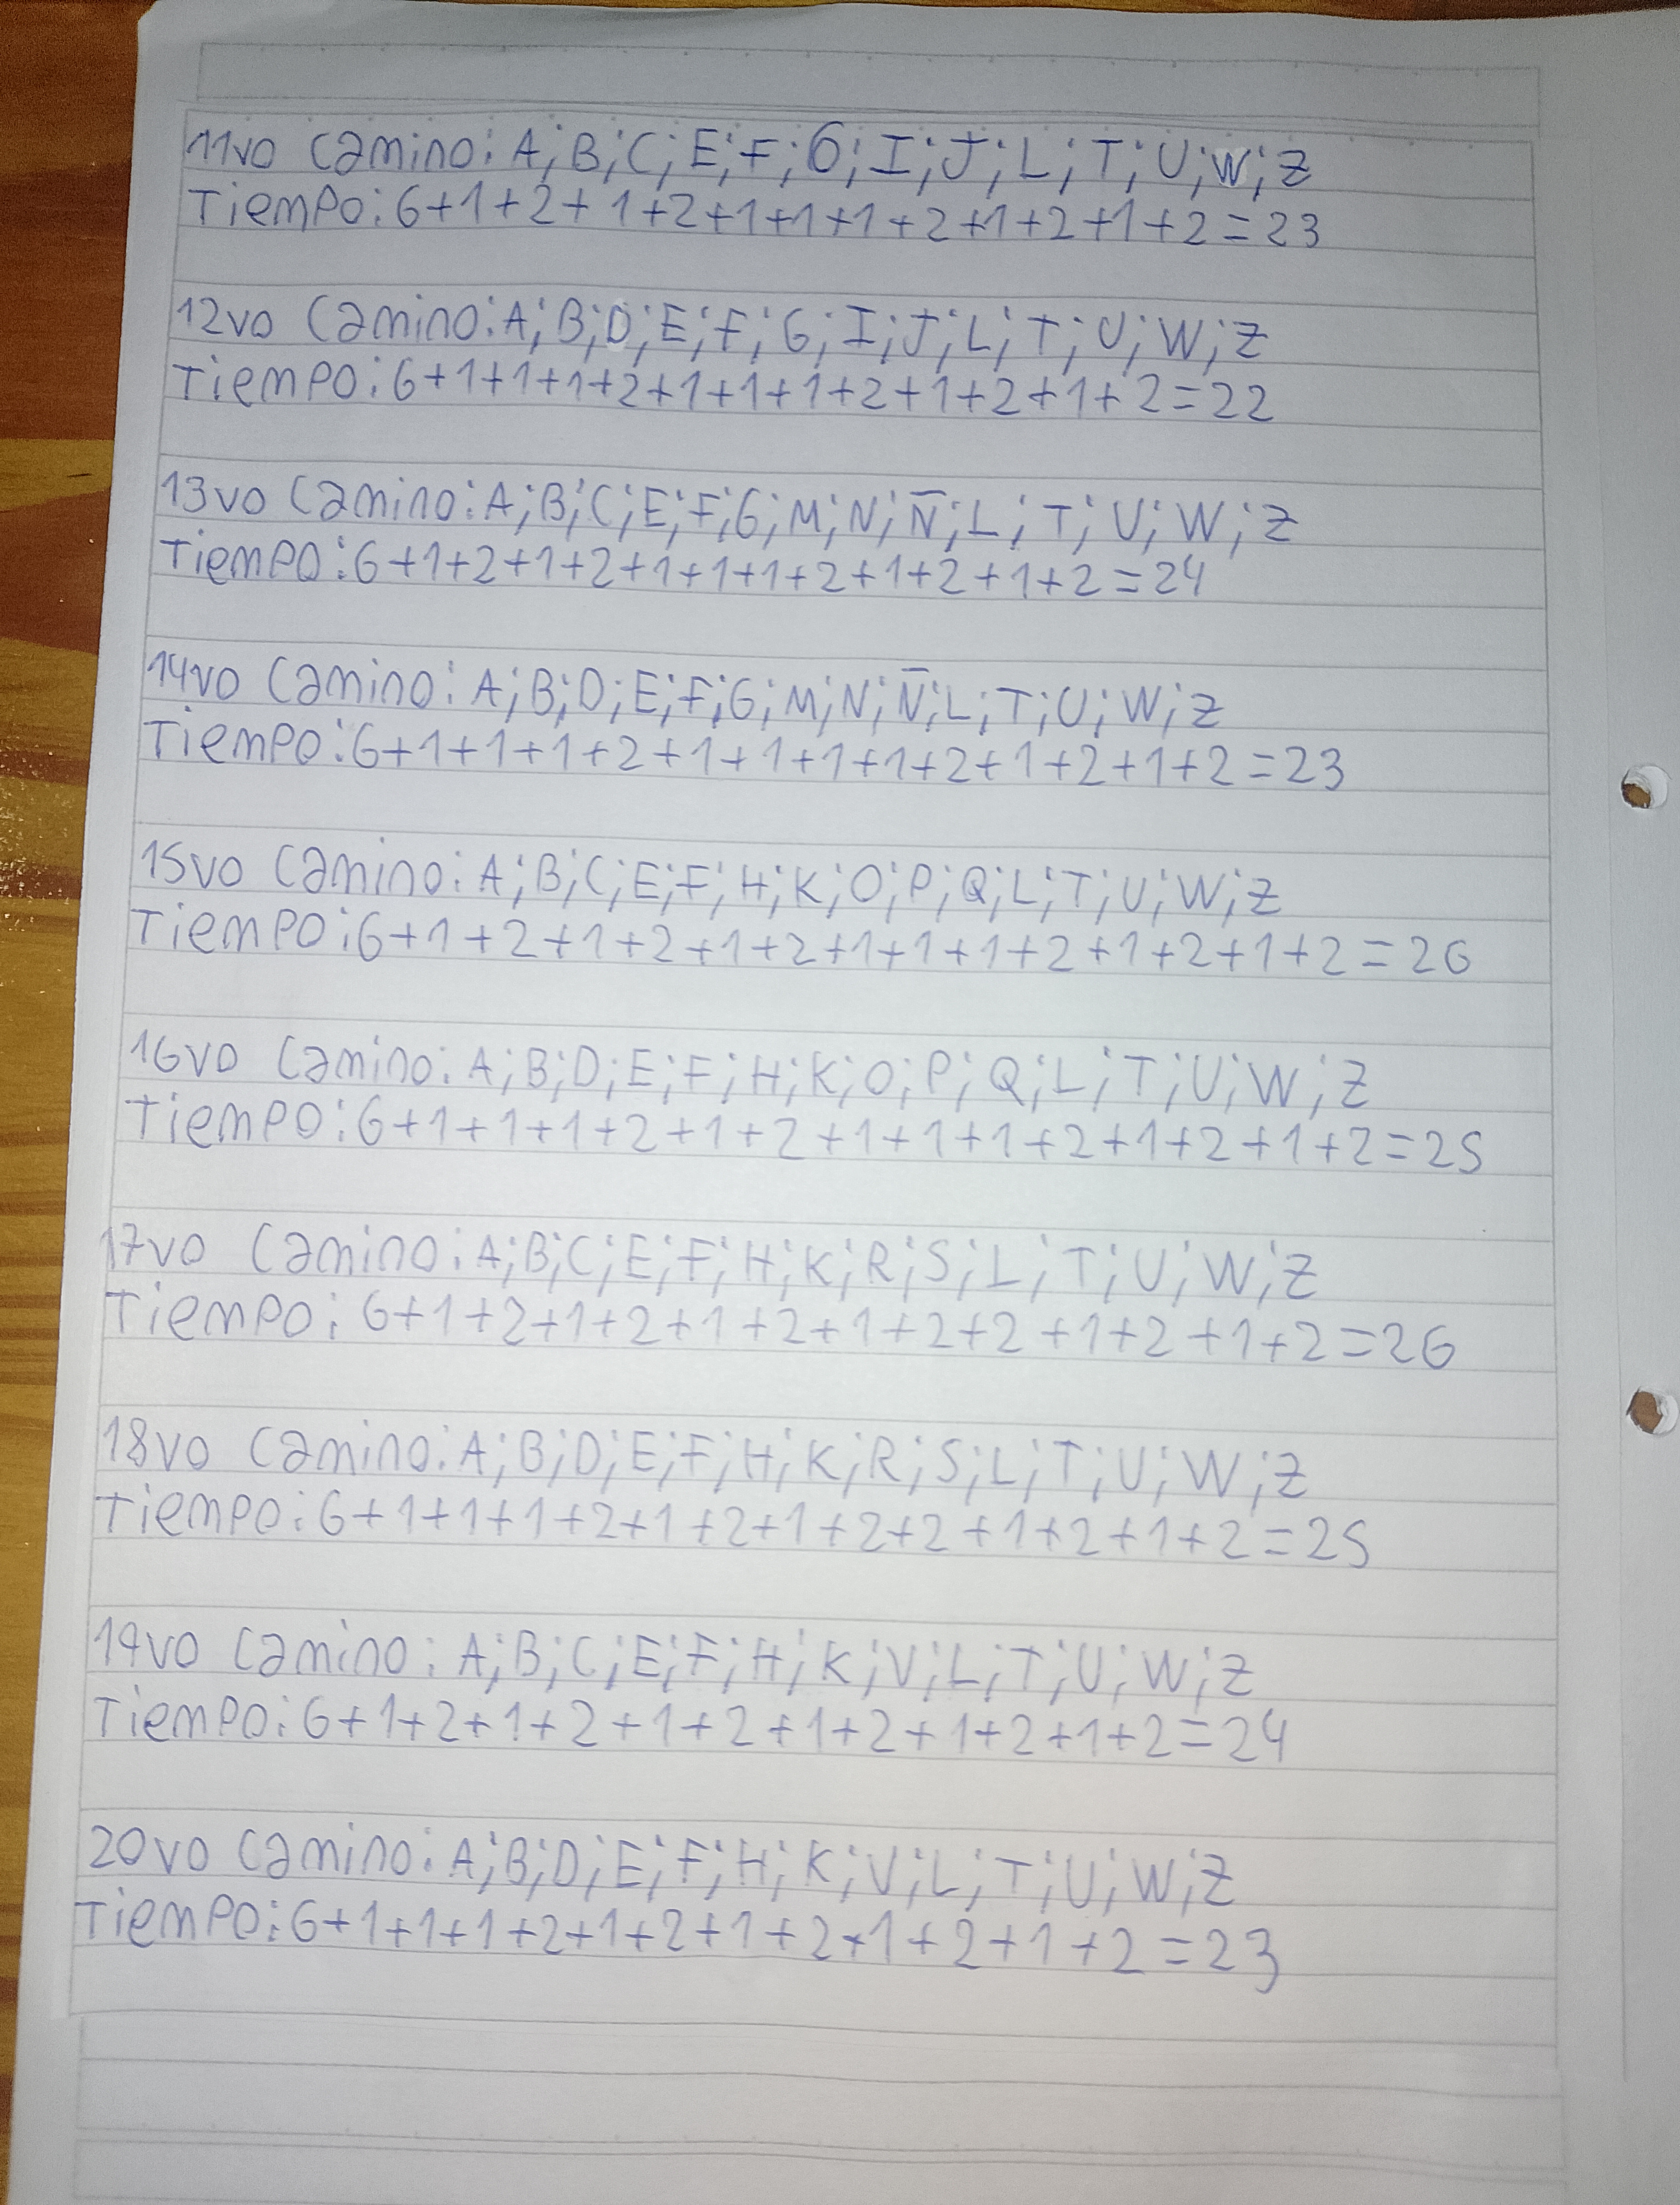 11vo Camino: A;B;C;E;F;G;I;J;L;T;U;W;Z
Tiempo: 6+1+2+1+2+1+1+1+2+1+2+1+2=23
12vo Camino: A;B;D;E;F;G;I;J;L;T;U;W;Z
Tiempo: 6+1+1+1+2+1+1+1+2+1+2+1+2=22
13vo Camino: A;B;C;E;F;G;M;N;Ñ;L;T;U;W;Z
Tiempo: 6+1+2+1+2+1+1+1+2+1+2+1+2=24
14vo Camino: A;B;D;E;F;G;M;N;Ñ;L;T;U;W;Z
Tiempo: 6+1+1+1+2+1+1+1+1+2+1+2+1+2=23
15vo Camino: A;B;C;E;F;H;K;O;P;Q;L;T;U;W;Z
Tiempo: 6+1+2+1+2+1+2+1+1+1+2+1+2+1+2=26
16vo Camino: A;B;D;E;F;H;K;O;P;Q;L;T;U;W;Z
Tiempo: 6+1+1+1+2+1+2+1+1+1+2+1+2+1+2=25
17vo Camino: A;B;C;E;F;H;K;R;S;L;T;U;W;Z
Tiempo: 6+1+2+1+2+1+2+1+2+2+1+2+1+2=26
18vo Camino: A;B;D;E;F;H;K;R;S;L;T;U;W;Z
Tiempo: 6+1+1+1+2+1+2+1+2+2+1+2+1+2=25
19vo Camino: A;B;C;E;F;H;K;V;L;T;U;W;Z
Tiempo: 6+1+2+1+2+1+2+1+2+1+2+1+2=24
20vo Camino: A;B;D;E;F;H;K;V;L;T;U;W;Z
Tiempo: 6+1+1+1+2+1+2+1+2+1+2+1+2=23